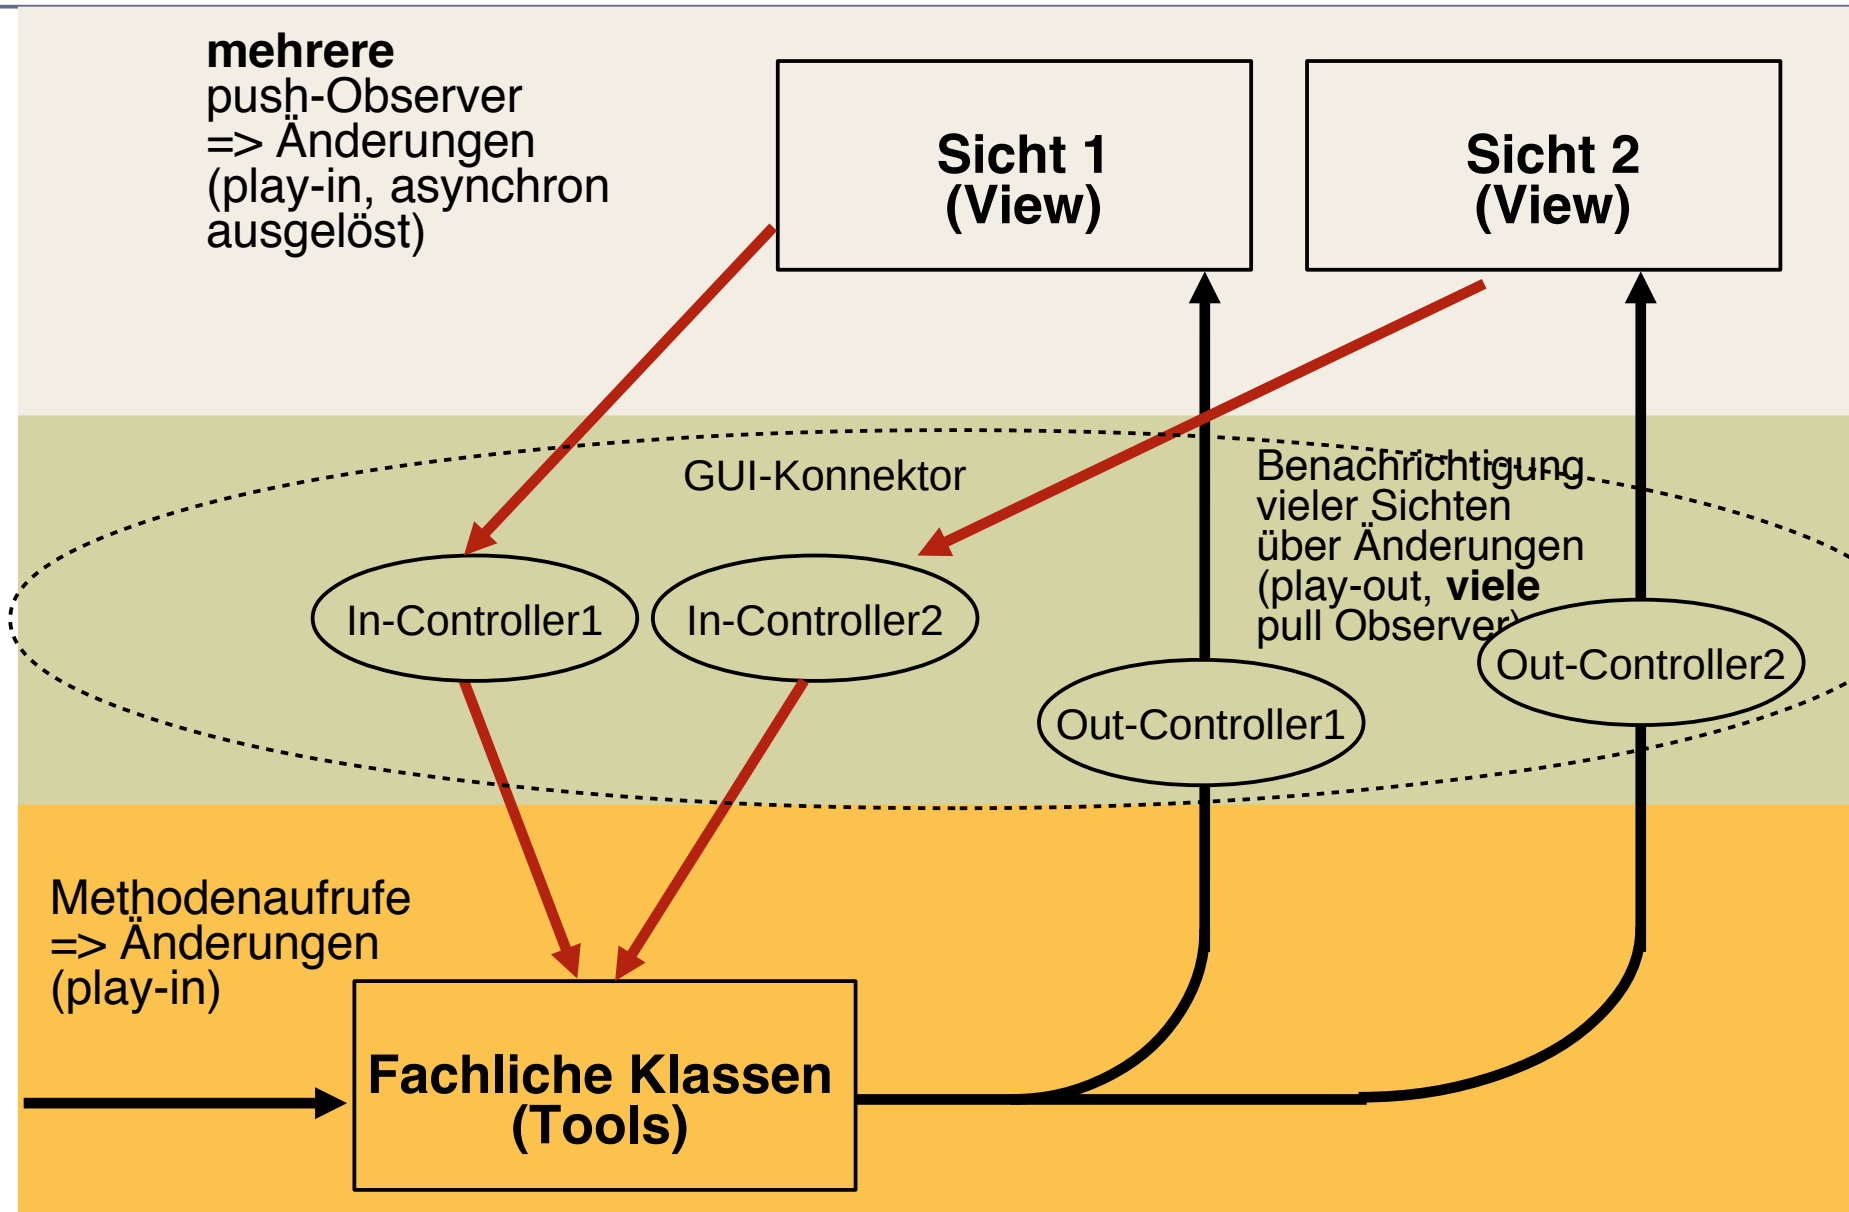 mehrere
push-Observer
=> Änderungen
(play-in, asynchron
ausgelöst)
Sicht 1
(View)
Sicht 2
(View)
GUI-Konnektor
Benachrichtigung
vieler Sichten
über Änderungen
(play-out, viele
pull Observer)
In-Controller1
In-Controller2
Out-Controller1
Out-Controller2
Methodenaufrufe
=> Änderungen
(play-in)
Fachliche Klassen
(Tools)